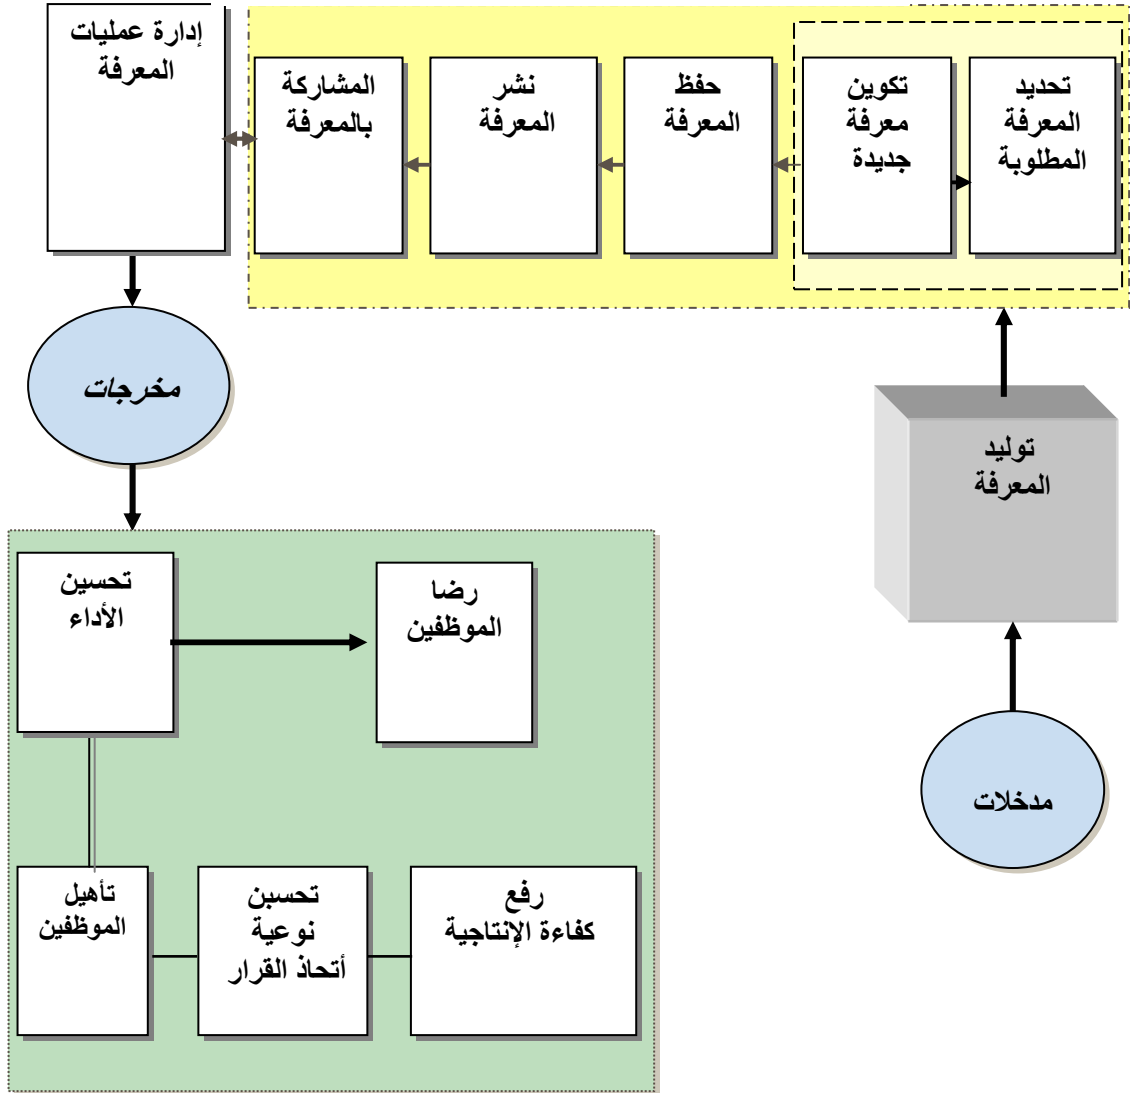 تحديد
المعرفة
المطلوبة
تكوين
معرفة
جديدة
حفظ
المعرفة
نشر
المعرفة
المشاركة
بالمعرفة
إدارة عمليات
المعرفة
مخرجات
توليد
المعرفة
مدخلات
رضا
الموظفين
تحسين
الأداء
رفع
كفاءة الإنتاجية
تحسبن
نوعية
أتحاذ القرار
تأهيل
الموظفين